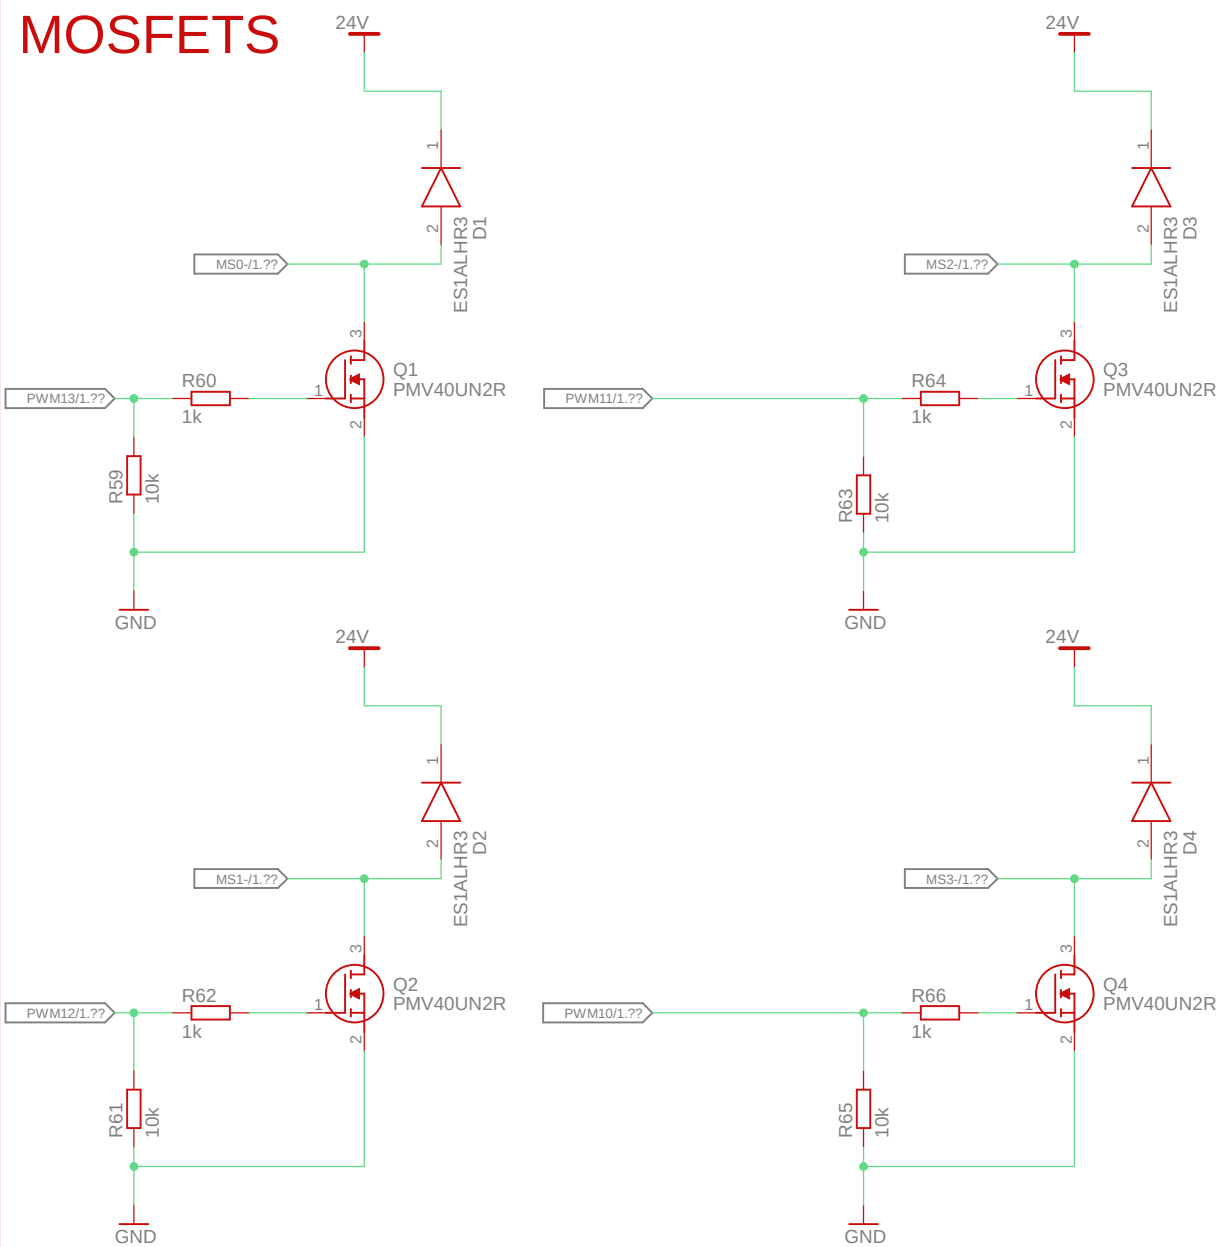 MOSFETS
24V
1
2
ES1ALHR3
D1
MS0-/1.??
3
Q1
PMV40UN2R
1
2
R60
1k
PWM13/1.??
R59
10k
GND
24V
1
2
ES1ALHR3
D3
MS2-/1.??
3
Q3
PMV40UN2R
1
2
R64
1k
PWM11/1.??
R63
10k
GND
24V
1
2
ES1ALHR3
D2
MS1-/1.??
3
Q2
PMV40UN2R
1
2
R62
1k
PWM12/1.??
R61
10k
GND
24V
1
2
ES1ALHR3
D4
MS3-/1.??
3
Q4
PMV40UN2R
1
2
R66
1k
PWM10/1.??
R65
10k
GND